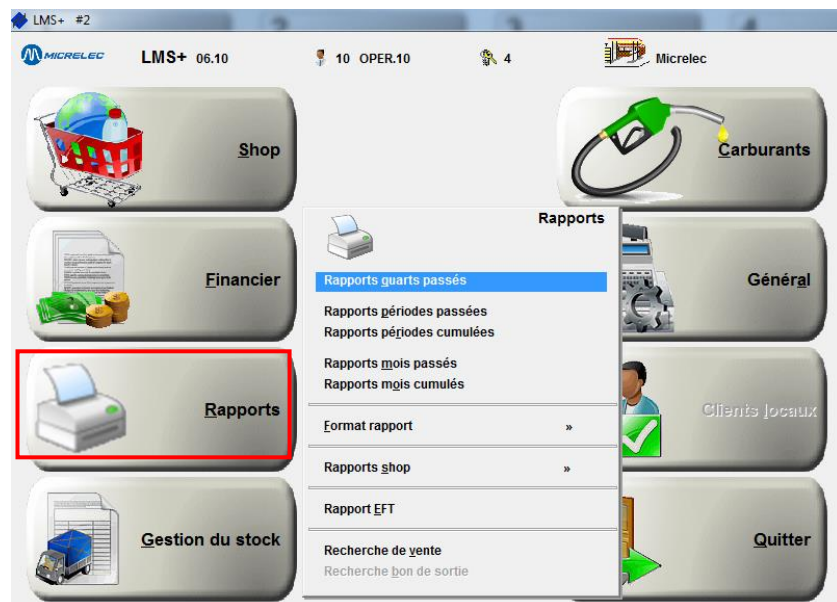 LMS+ #2
MICRELEC LMS+ 06.10 10 OPER.10 4 Micrelec
Shop
Carburants
Financier
Général
Rapports
Clients locaux
Gestion du stock
Quitter
Rapports
Rapports quarts passés
Rapports périodes passées
Rapports périodes cumulées
Rapports mois passés
Rapports mois cumulés
Format rapport »
Rapports shop »
Rapport EFT
Recherche de vente
Recherche bon de sortie